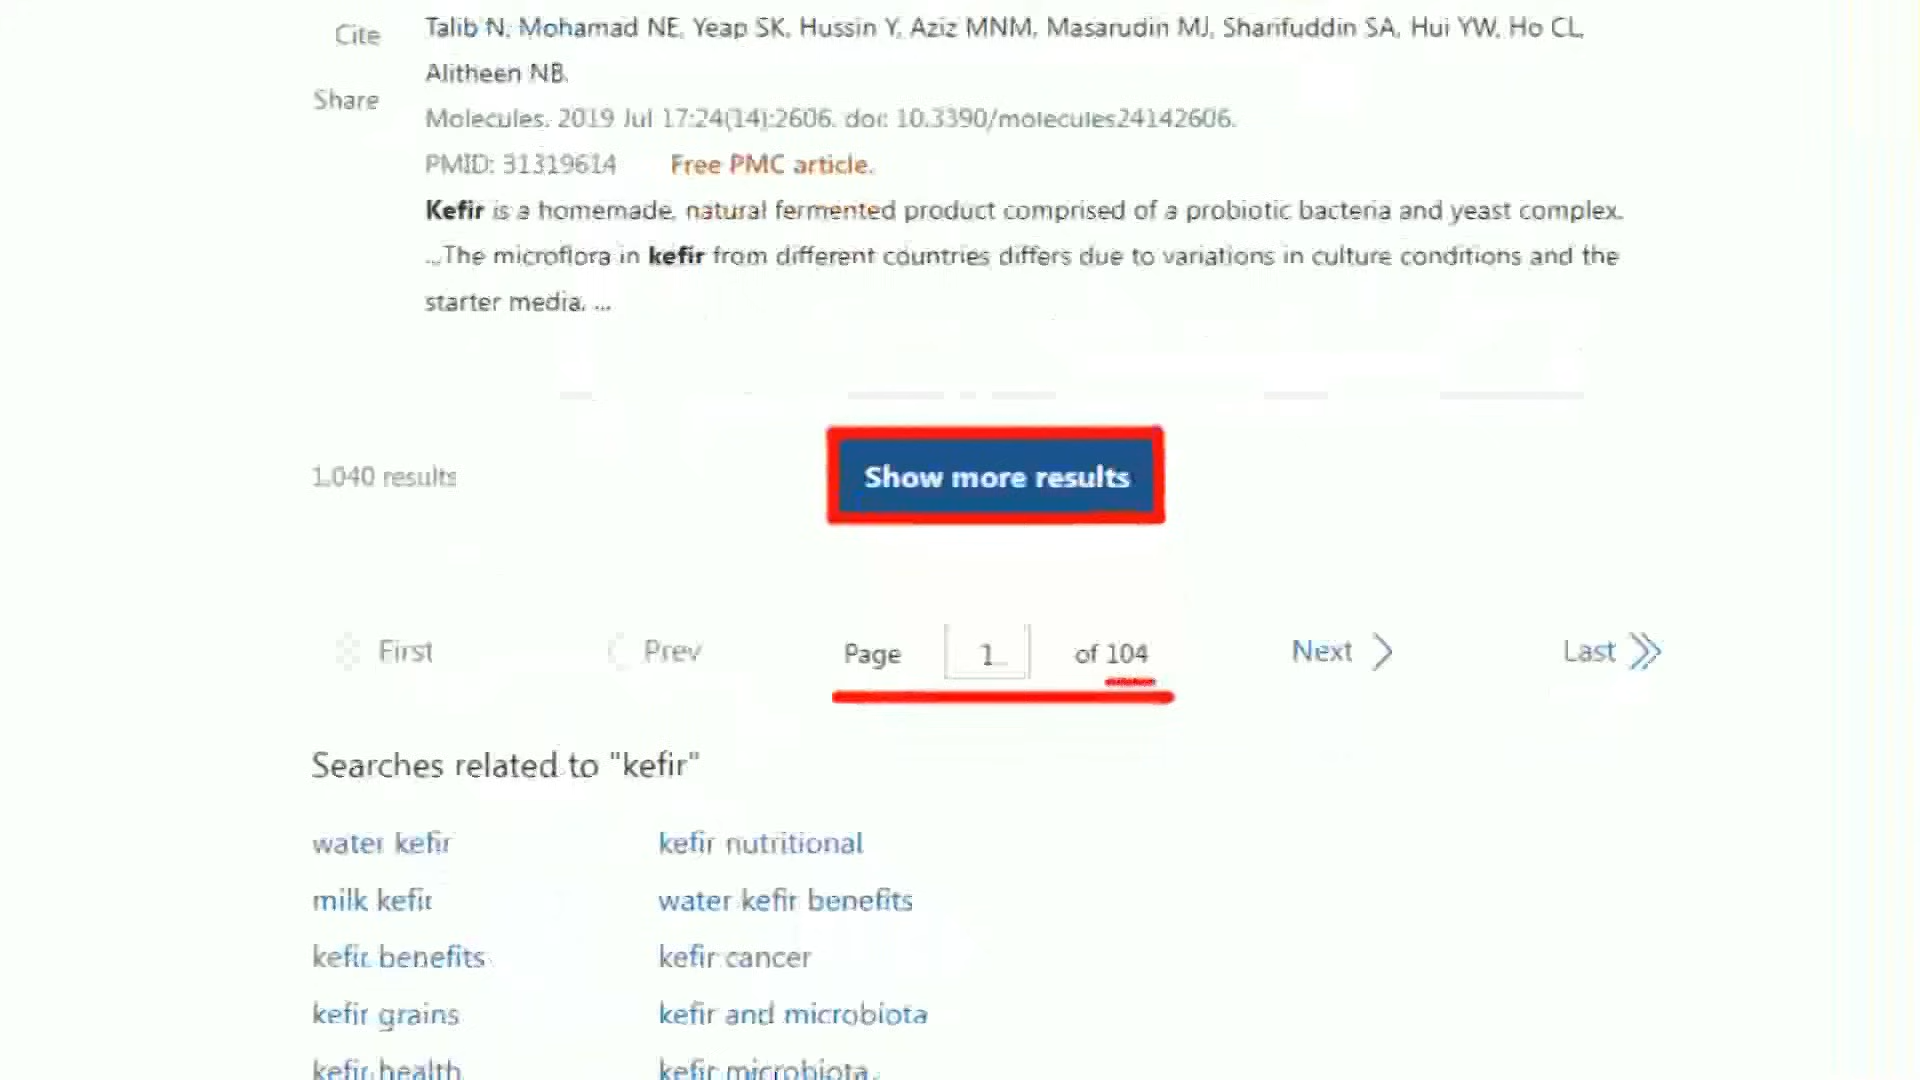 Cite
Talib N, Mohamad NE, Yeap SK, Hussin Y, Aziz MNM, Masarudin MJ, Sharifuddin SA, Hui YW, Ho CL,
Alitheen NB.
Share
Molecules. 2019 Jul 17;24(14):2606. doi: 10.3390/molecules24142606.
PMID: 31319614 Free PMC article.
Kefir is a homemade, natural fermented product comprised of a probiotic bacteria and yeast complex.
...The microflora in kefir from different countries differs due to variations in culture conditions and the
starter media. ...
1,040 results
Show more results
First Prev Page 1 of 104 Next Last
Searches related to "kefir"
water kefir kefir nutritional
milk kefir water kefir benefits
kefir benefits kefir cancer
kefir grains kefir and microbiota
kefir health kefir microbiota